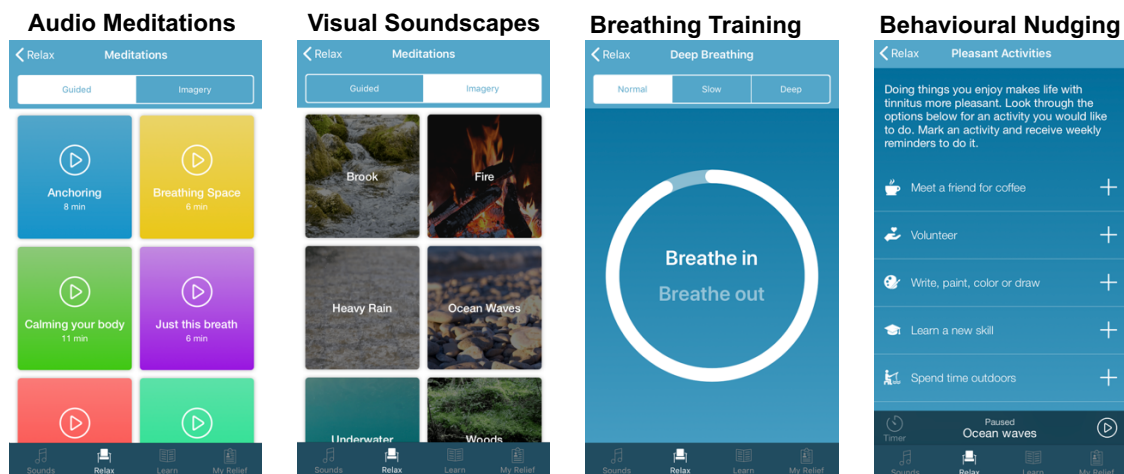 Audio Meditations
Relax
Meditations
Guided
Imagery
Anchoring
8 min
Breathing Space
6 min
Calming your body
11 min
Just this breath
6 min
Sounds
Relax
Learn
My Relief
Visual Soundscapes
Relax
Meditations
Guided
Imagery
Brook
Fire
Heavy Rain
Ocean Waves
Underwater
Woods
Sounds
Relax
Learn
My Relief
Breathing Training
Relax
Deep Breathing
Normal
Slow
Deep
Breathe in
Breathe out
Sounds
Relax
Learn
My Relief
Behavioural Nudging
Relax
Pleasant Activities
Doing things you enjoy makes life with
tinnitus more pleasant. Look through the
options below for an activity you would like
to do. Mark an activity and receive weekly
reminders to do it.
Meet a friend for coffee
Volunteer
Write, paint, color or draw
Learn a new skill
Spend time outdoors
Timer
Paused
Ocean waves
Sounds
Relax
Learn
My Relief